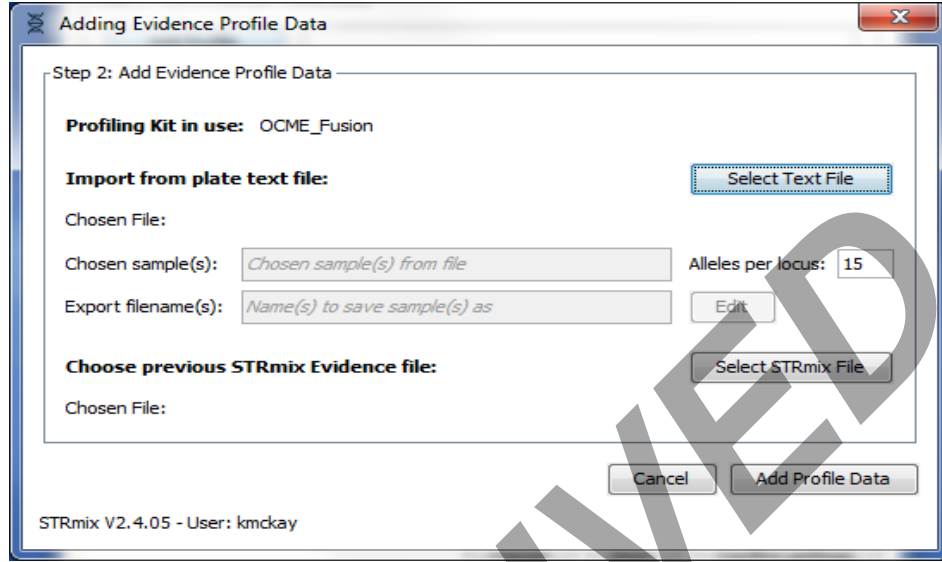 Adding Evidence Profile Data
Step 2: Add Evidence Profile Data
Profiling Kit in use: OCME_Fusion
Import from plate text file: Select Text File
Chosen File:
Chosen sample(s): Chosen sample(s) from file Alleles per locus: 15
Export filename(s): Name(s) to save sample(s) as Edit
Choose previous STRmix Evidence file: Select STRmix File
Chosen File:
Cancel Add Profile Data
STRmix V2.4.05 - User: kmckay
VED